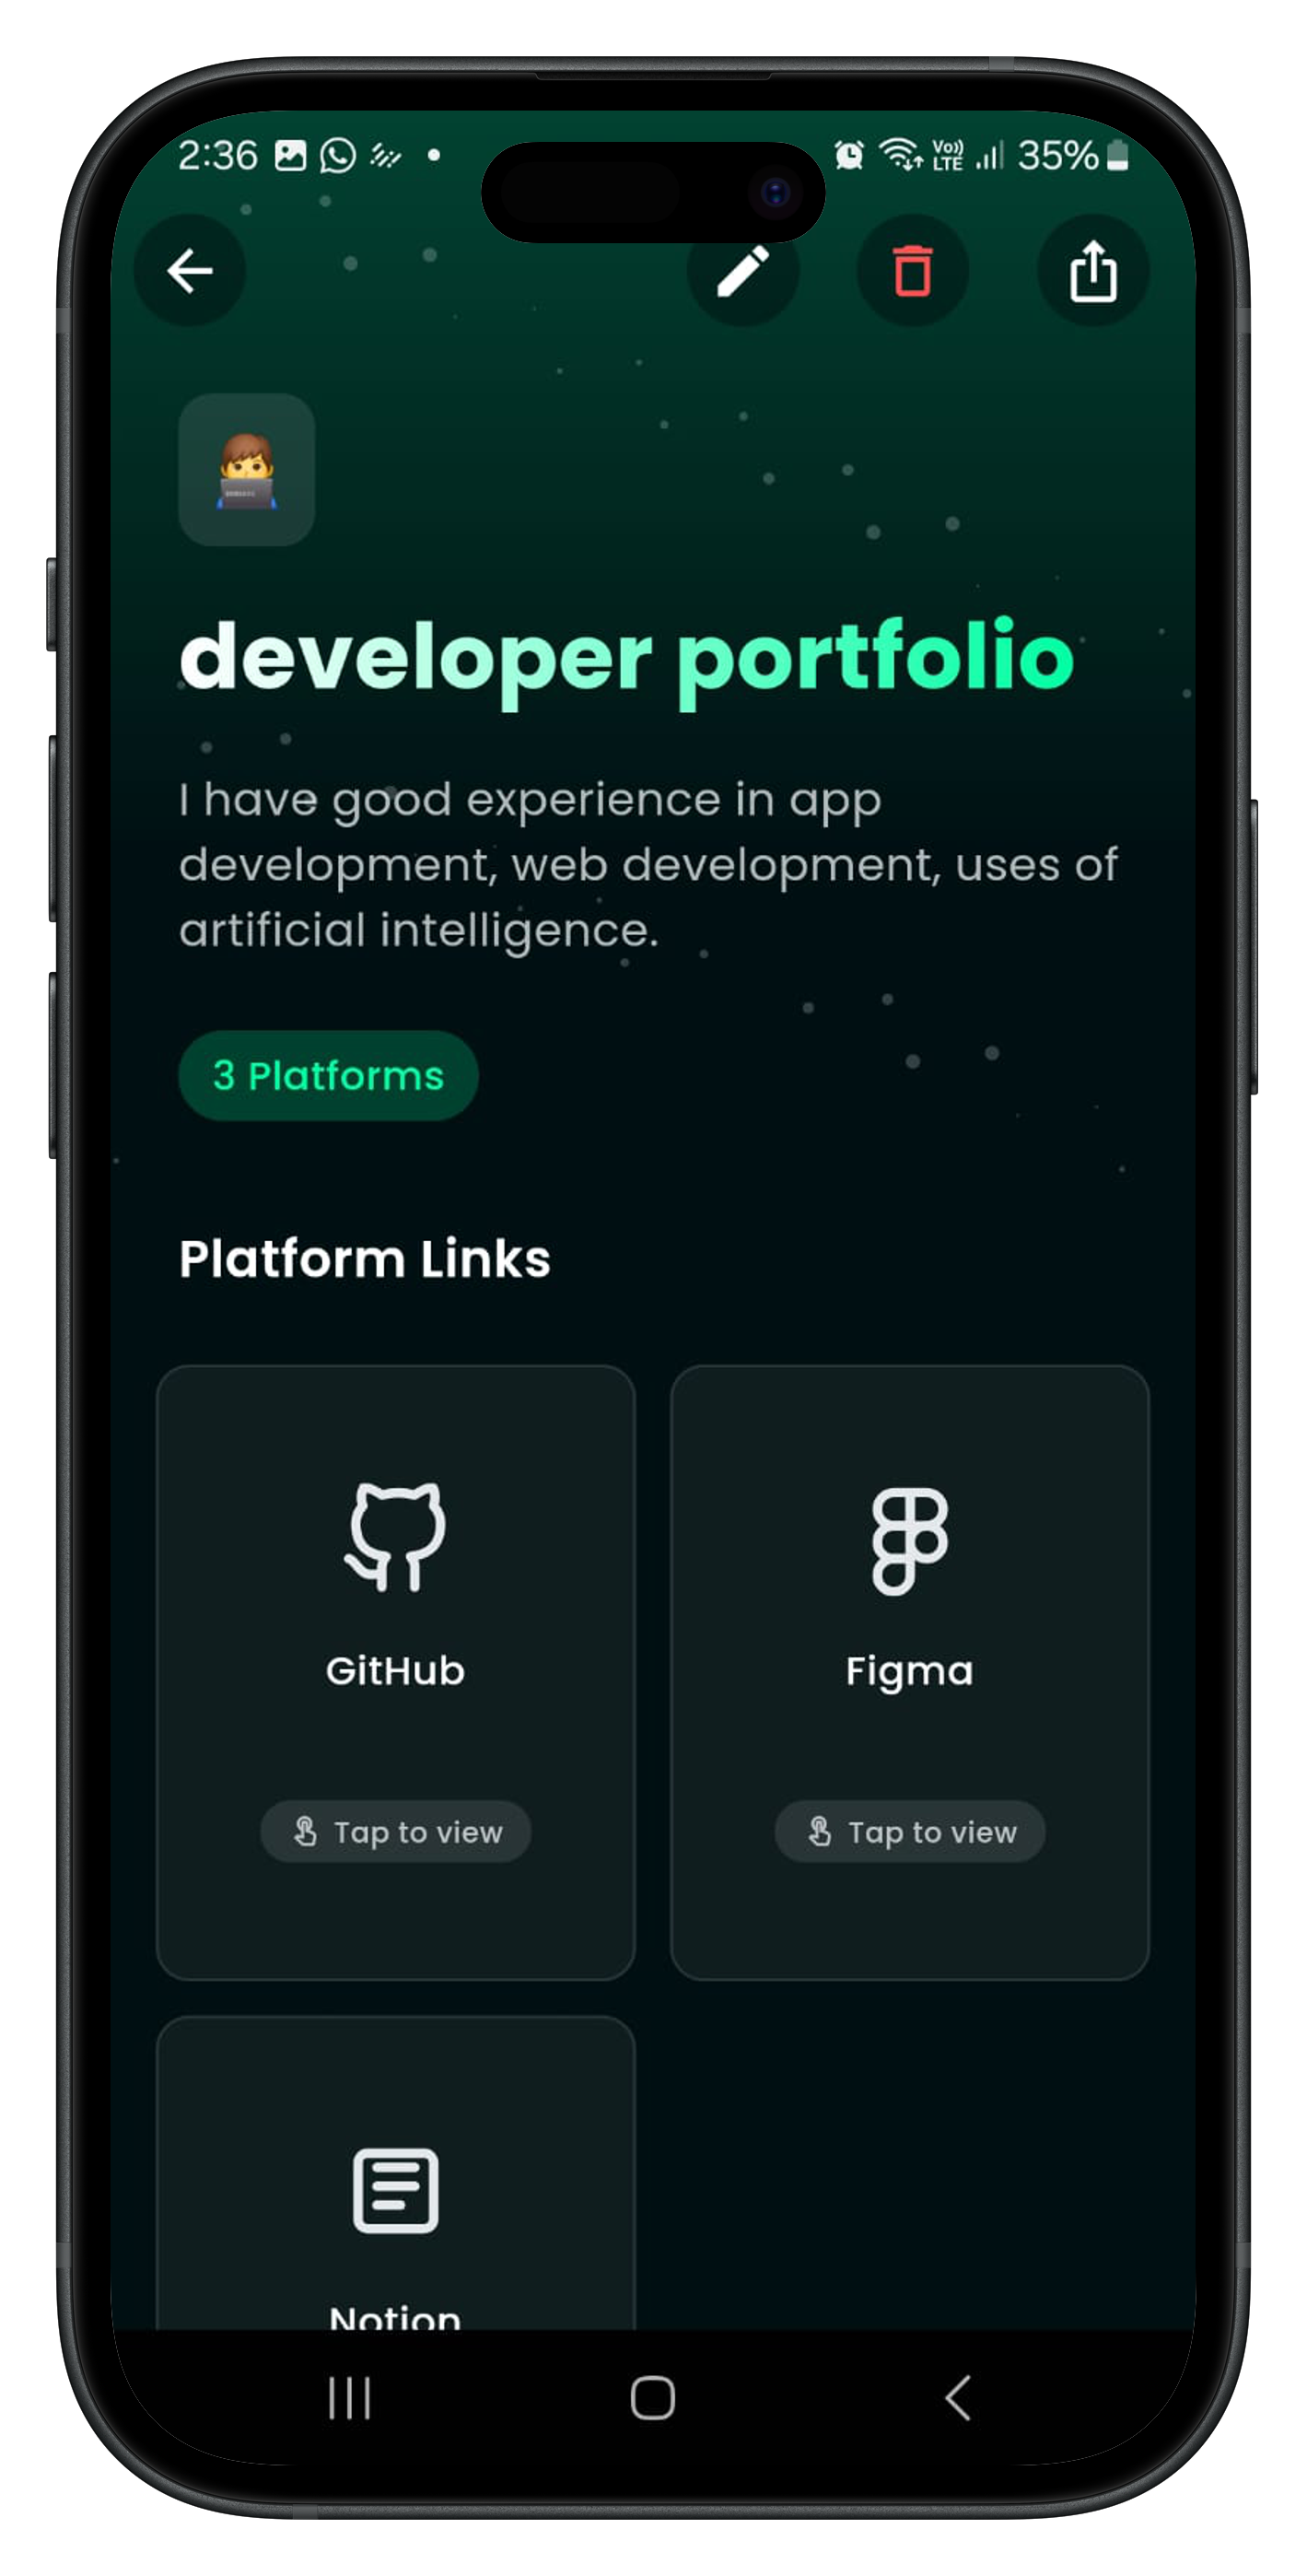 2:36 Vo)) LTE 35%
developer portfolio
I have good experience in app
development, web development, uses of
artificial intelligence.
3 Platforms
Platform Links
GitHub Figma
Tap to view Tap to view
Notion